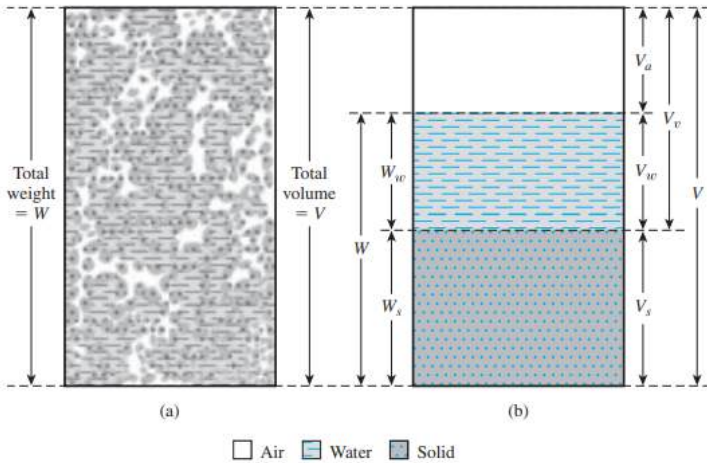 Total
weight
= W
Total
volume
= V
W
W_w
W_s
V_a
V_w
V_s
V_v
V
(a)
(b)
Air
Water
Solid